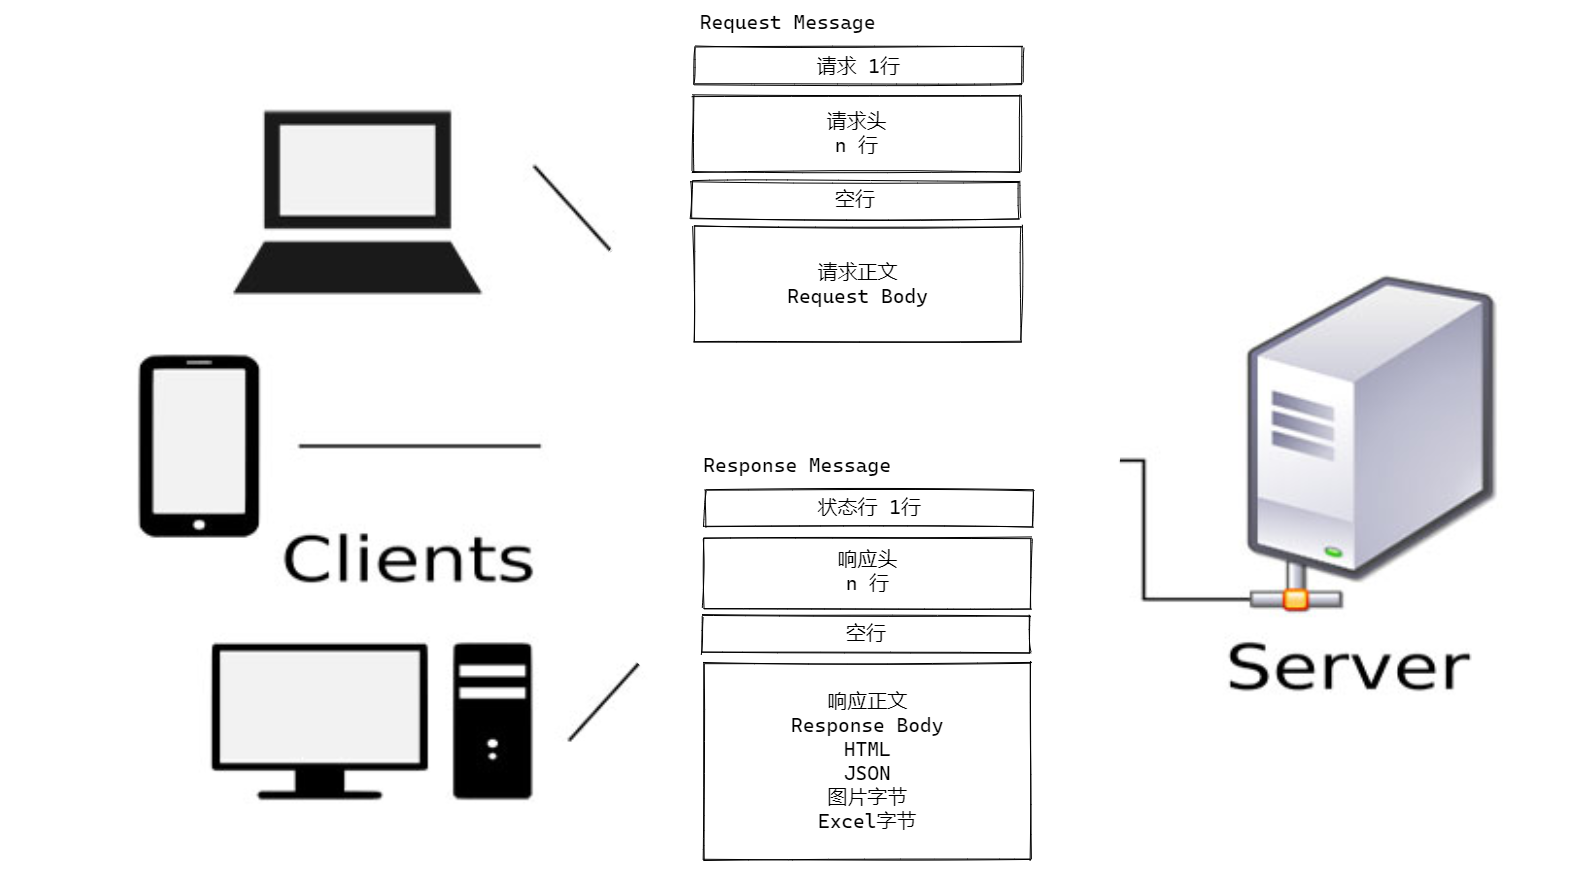 Request Message
请求 1行
请求头
n 行
空行
请求正文
Request Body
Response Message
状态行 1行
响应头
n 行
空行
响应正文
Response Body
HTML
JSON
图片字节
Excel字节
Clients
Server